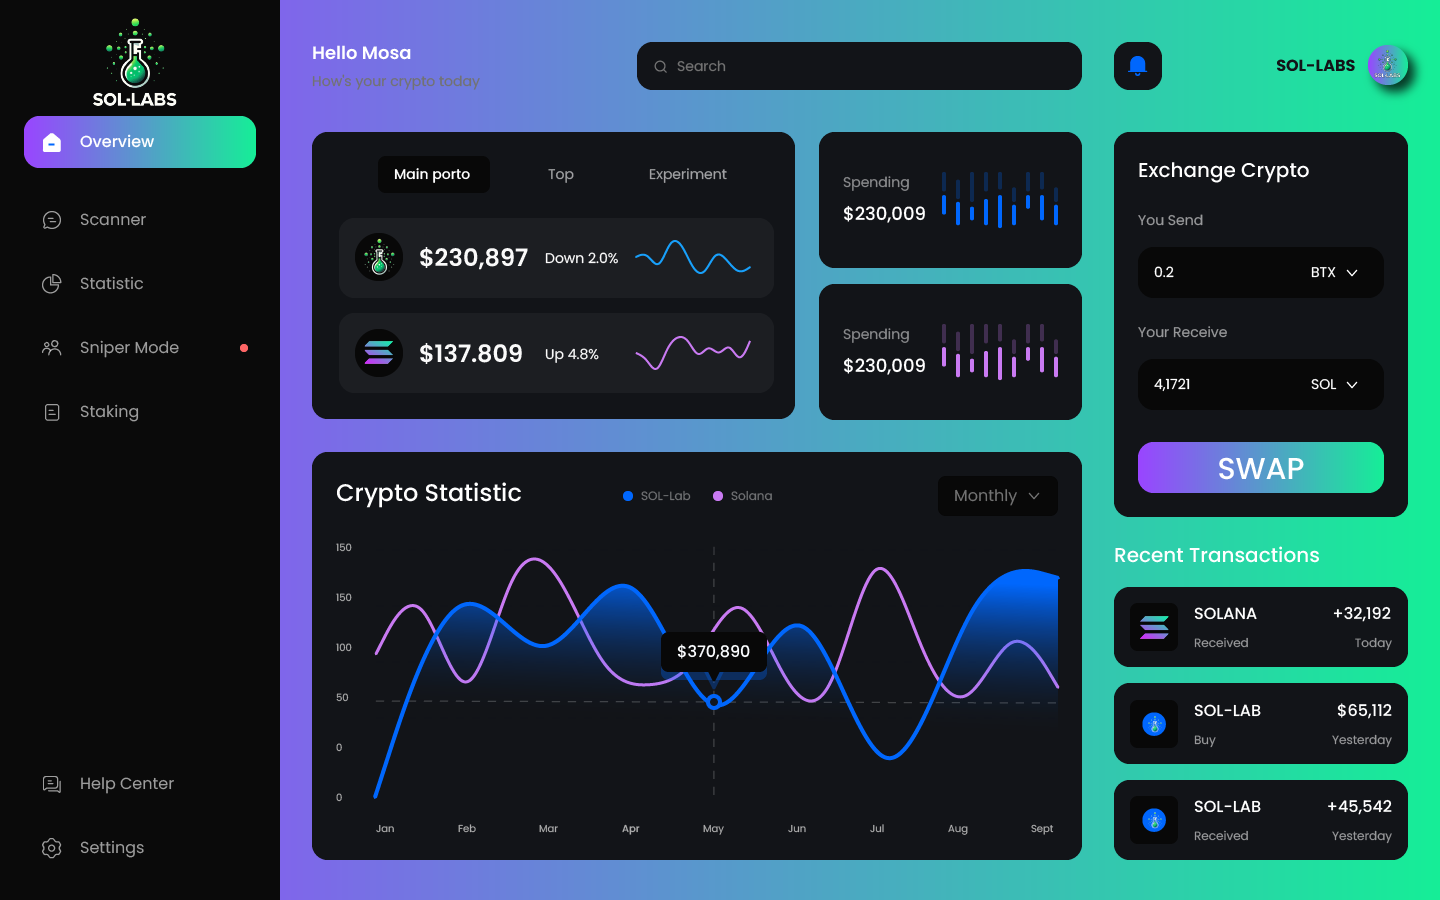 SOL-LABS
Overview
Scanner
Statistic
Sniper Mode
Staking
Help Center
Settings
Hello Mosa
How's your crypto today
Search
SOL-LABS
Main porto
Top
Experiment
$230,897
Down 2.0%
$137.809
Up 4.8%
Spending
$230,009
Spending
$230,009
Exchange Crypto
You Send
0.2
BTX
Your Receive
4,1721
SOL
SWAP
Crypto Statistic
SOL-Lab
Solana
Monthly
150
150
100
50
0
0
$370,890
Jan
Feb
Mar
Apr
May
Jun
Jul
Aug
Sept
Recent Transactions
SOLANA
+32,192
Received
Today
SOL-LAB
$65,112
Buy
Yesterday
SOL-LAB
+45,542
Received
Yesterday